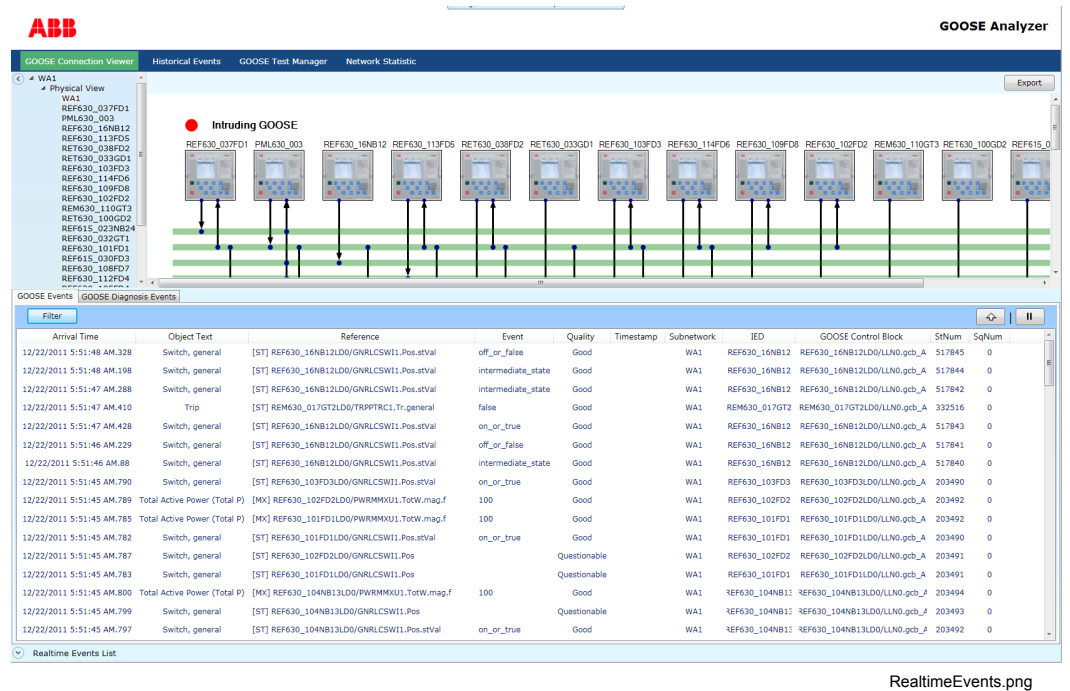 ABB
GOOSE Analyzer
GOOSE Connection Viewer Historical Events GOOSE Test Manager Network Statistic
WA1
Physical View
WA1
REF630_037FD1
PML630_003
REF630_16NB12
REF630_113FD5
RET630_038FD2
RET630_033GD1
REF630_103FD3
REF630_114FD6
REF630_109FD8
REF630_102FD2
REM630_110GT3
RET630_100GD2
REF615_023NB24
REF630_032GT1
REF630_101FD1
REF615_030FD3
REF630_108FD7
REF630_112FD4
Export
Intruding GOOSE
REF630_037FD1 PML630_003 REF630_16NB12 REF630_113FD5 RET630_038FD2 RET630_033GD1 REF630_103FD3 REF630_114FD6 REF630_109FD8 REF630_102FD2 REM630_110GT3 RET630_100GD2 REF615_0
GOOSE Events GOOSE Diagnosis Events
Filter
Arrival Time Object Text Reference Event Quality Timestamp Subnetwork IED GOOSE Control Block StNum SqNum
12/22/2011 5:51:48 AM.328 Switch, general [ST] REF630_16NB12LD0/GNRLCSWI1.Pos.stVal off_or_false Good WA1 REF630_16NB12 REF630_16NB12LD0/LLN0.gcb_A 517845 0
12/22/2011 5:51:48 AM.198 Switch, general [ST] REF630_16NB12LD0/GNRLCSWI1.Pos.stVal intermediate_state Good WA1 REF630_16NB12 REF630_16NB12LD0/LLN0.gcb_A 517844 0
12/22/2011 5:51:47 AM.288 Switch, general [ST] REF630_16NB12LD0/GNRLCSWI1.Pos.stVal intermediate_state Good WA1 REF630_16NB12 REF630_16NB12LD0/LLN0.gcb_A 517842 0
12/22/2011 5:51:47 AM.410 Trip [ST] REM630_017GT2LD0/TRPPTRC1.Tr.general false Good WA1 REM630_017GT2 REM630_017GT2LD0/LLN0.gcb_A 332516 0
12/22/2011 5:51:47 AM.428 Switch, general [ST] REF630_16NB12LD0/GNRLCSWI1.Pos.stVal on_or_true Good WA1 REF630_16NB12 REF630_16NB12LD0/LLN0.gcb_A 517843 0
12/22/2011 5:51:46 AM.229 Switch, general [ST] REF630_16NB12LD0/GNRLCSWI1.Pos.stVal off_or_false Good WA1 REF630_16NB12 REF630_16NB12LD0/LLN0.gcb_A 517841 0
12/22/2011 5:51:46 AM.88 Switch, general [ST] REF630_16NB12LD0/GNRLCSWI1.Pos.stVal intermediate_state Good WA1 REF630_16NB12 REF630_16NB12LD0/LLN0.gcb_A 517840 0
12/22/2011 5:51:45 AM.790 Switch, general [ST] REF630_103FD3LD0/GNRLCSWI1.Pos.stVal on_or_true Good WA1 REF630_103FD3 REF630_103FD3LD0/LLN0.gcb_A 203490 0
12/22/2011 5:51:45 AM.789 Total Active Power (Total P) [MX] REF630_102FD2LD0/PWRMMXU1.TotW.mag.f 100 Good WA1 REF630_102FD2 REF630_102FD2LD0/LLN0.gcb_A 203492 0
12/22/2011 5:51:45 AM.785 Total Active Power (Total P) [MX] REF630_101FD1LD0/PWRMMXU1.TotW.mag.f 100 Good WA1 REF630_101FD1 REF630_101FD1LD0/LLN0.gcb_A 203492 0
12/22/2011 5:51:45 AM.782 Switch, general [ST] REF630_101FD1LD0/GNRLCSWI1.Pos.stVal on_or_true Good WA1 REF630_101FD1 REF630_101FD1LD0/LLN0.gcb_A 203490 0
12/22/2011 5:51:45 AM.787 Switch, general [ST] REF630_102FD2LD0/GNRLCSWI1.Pos Questionable WA1 REF630_102FD2 REF630_102FD2LD0/LLN0.gcb_A 203491 0
12/22/2011 5:51:45 AM.783 Switch, general [ST] REF630_101FD1LD0/GNRLCSWI1.Pos Questionable WA1 REF630_101FD1 REF630_101FD1LD0/LLN0.gcb_A 203491 0
12/22/2011 5:51:45 AM.800 Total Active Power (Total P) [MX] REF630_104NB13LD0/PWRMMXU1.TotW.mag.f 100 Good WA1 REF630_104NB13 REF630_104NB13LD0/LLN0.gcb_A 203494 0
12/22/2011 5:51:45 AM.799 Switch, general [ST] REF630_104NB13LD0/GNRLCSWI1.Pos Questionable WA1 REF630_104NB13 REF630_104NB13LD0/LLN0.gcb_A 203493 0
12/22/2011 5:51:45 AM.797 Switch, general [ST] REF630_104NB13LD0/GNRLCSWI1.Pos.stVal on_or_true Good WA1 REF630_104NB13 REF630_104NB13LD0/LLN0.gcb_A 203492 0
Realtime Events List
RealtimeEvents.png